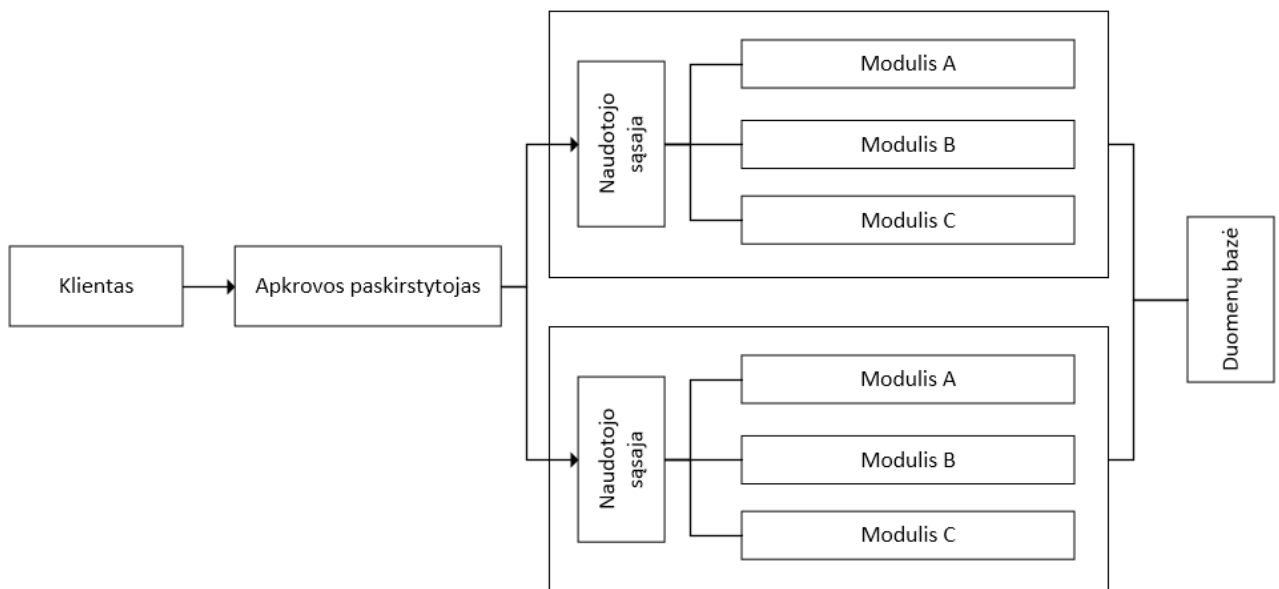 Klientas
Apkrovos paskirstytojas
Naudotojo
sąsaja
Modulis A
Modulis B
Modulis C
Naudotojo
sąsaja
Modulis A
Modulis B
Modulis C
Duomenų bazė